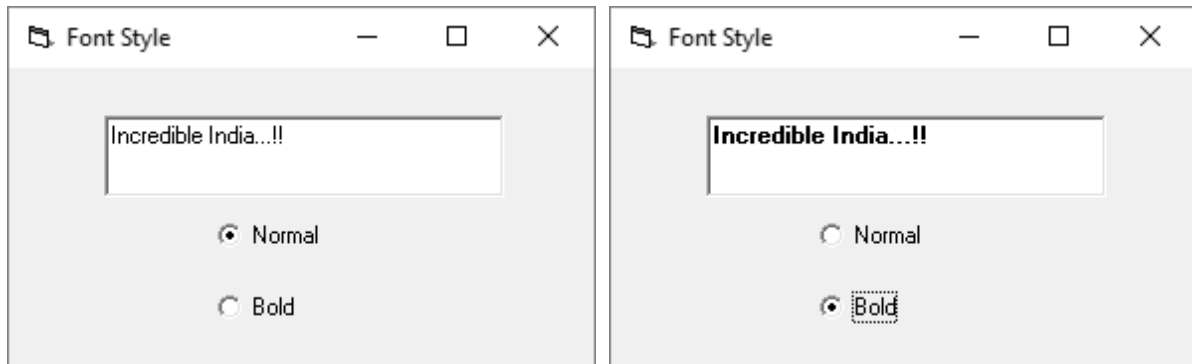 Font Style
Incredible India...!!
Normal
Bold
Font Style
Incredible India...!!
Normal
Bold